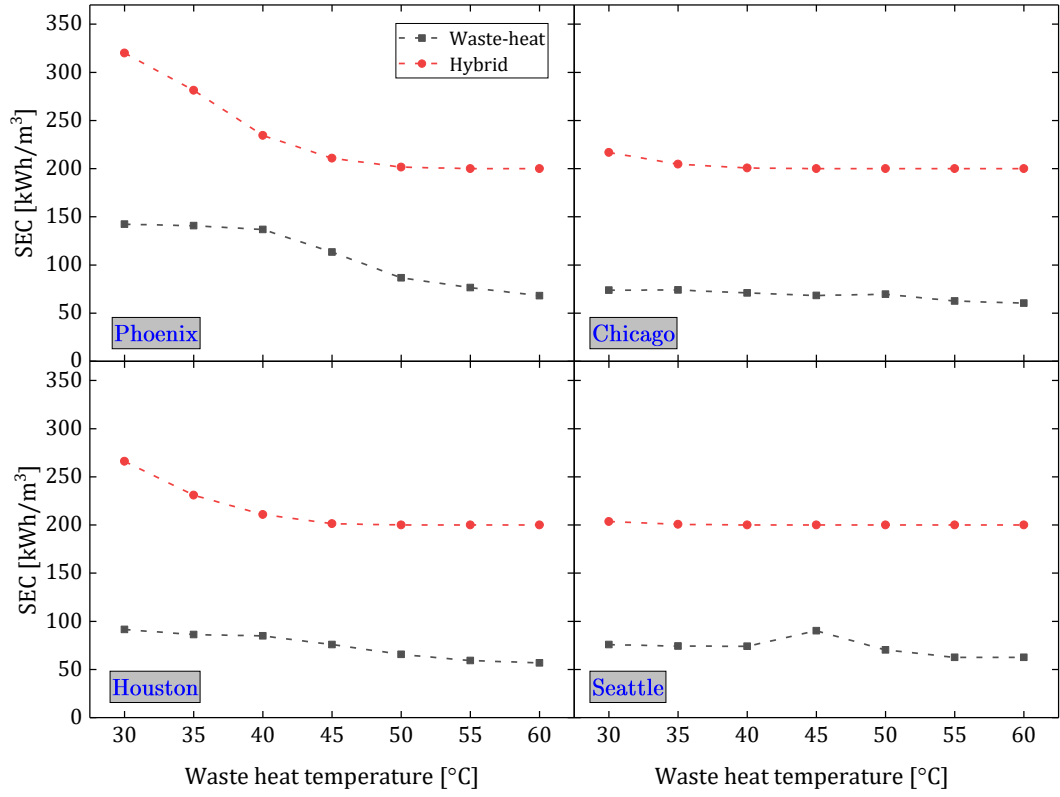 350
300
250
200
150
100
50
0
SEC [kWh/m³]
Waste-heat
Hybrid
Phoenix
Chicago
350
300
250
200
150
100
50
0
SEC [kWh/m³]
Houston
Seattle
30 35 40 45 50 55 60
30 35 40 45 50 55 60
Waste heat temperature [°C]
Waste heat temperature [°C]